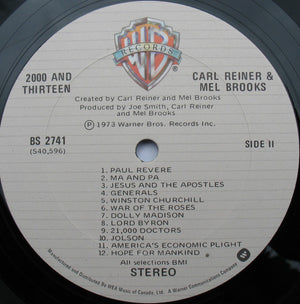 WB
RECORDS
2000 AND
THIRTEEN
CARL REINER &
MEL BROOKS
Created by Carl Reiner and Mel Brooks
Produced by Joe Smith, Carl Reiner
and Mel Brooks
Ⓟ 1973 Warner Bros. Records Inc.
BS 2741
(S40,596)
SIDE II
1. PAUL REVERE
2. MA AND PA
3. JESUS AND THE APOSTLES
4. GENERALS
5. WINSTON CHURCHILL
6. WAR OF THE ROSES
7. DOLLY MADISON
8. LORD BYRON
9. 21,000 DOCTORS
10. JOLSON
11. AMERICA'S ECONOMIC PLIGHT
12. HOPE FOR MANKIND
All selections BMI
STEREO
Manufactured and Distributed By WEA Music of Canada, Ltd. A Warner Communications Company